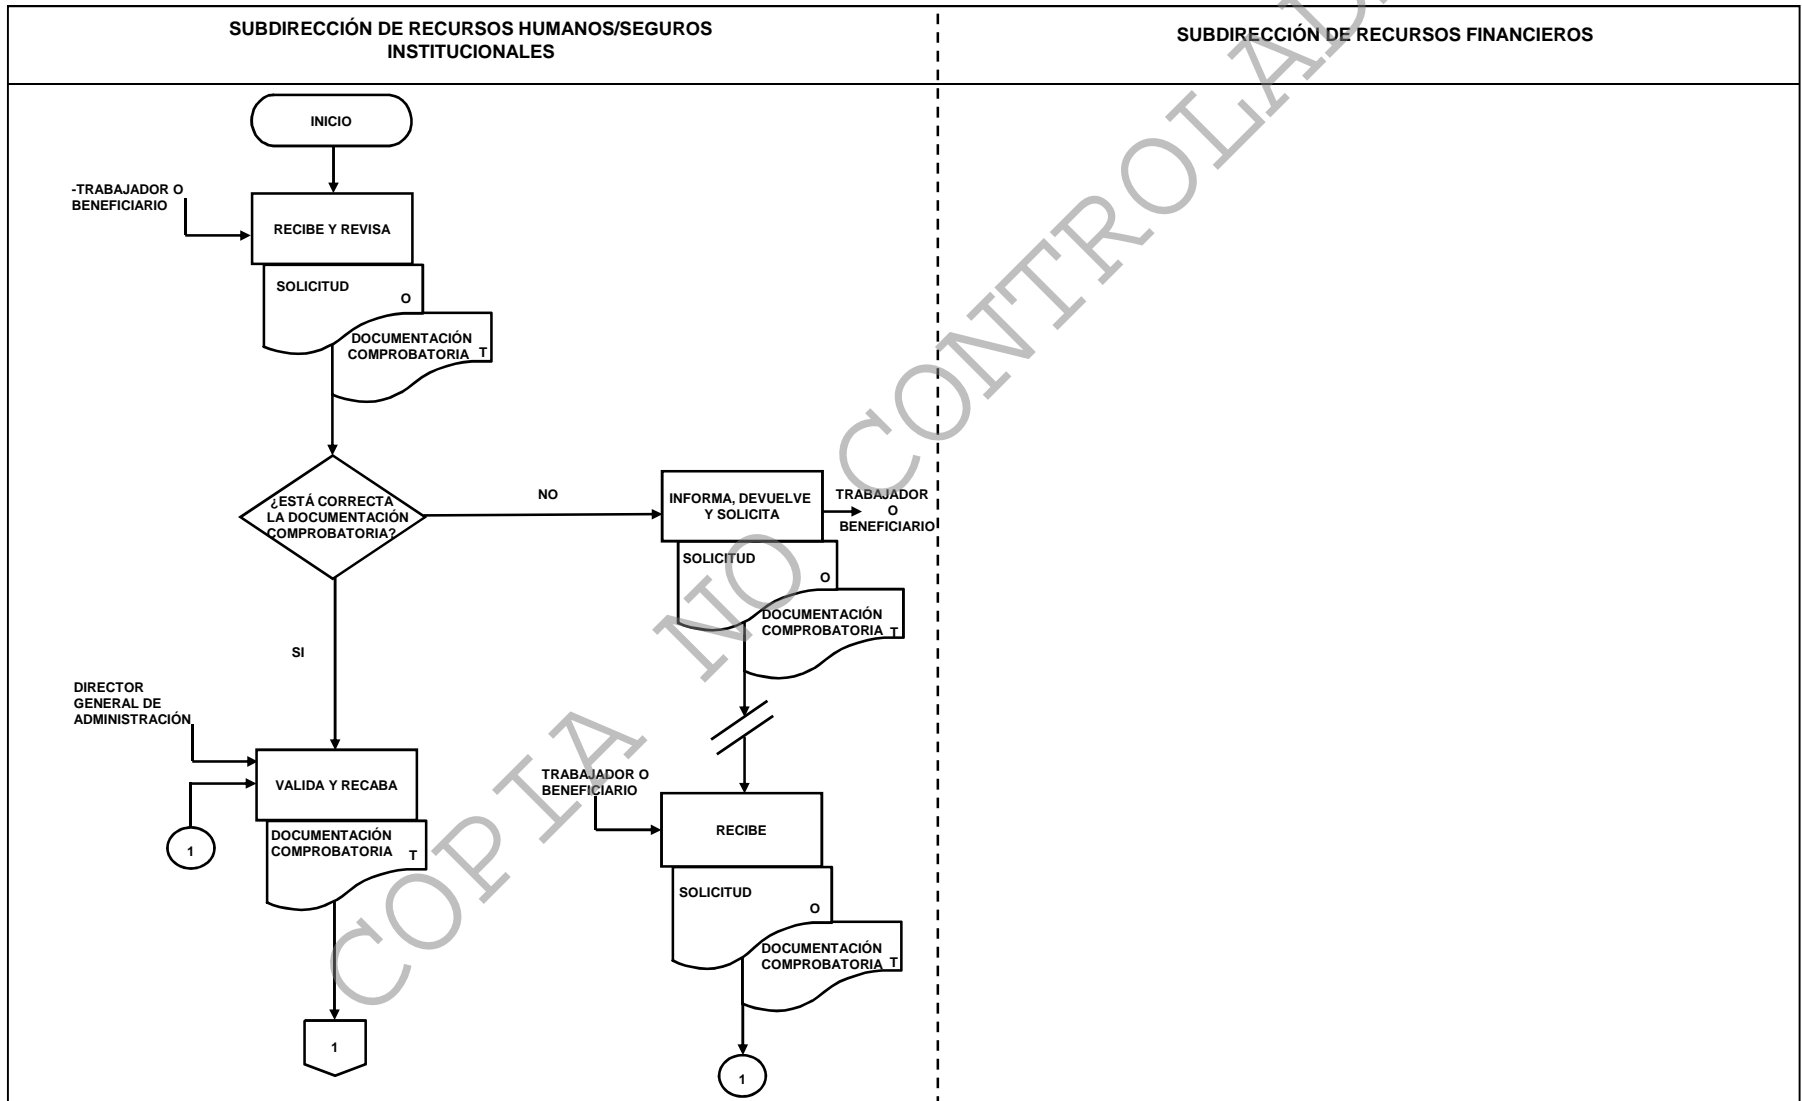 SUBDIRECCIÓN DE RECURSOS HUMANOS/SEGUROS
INSTITUCIONALES
SUBDIRECCIÓN DE RECURSOS FINANCIEROS
INICIO
-TRABAJADOR O
BENEFICIARIO
RECIBE Y REVISA
SOLICITUD
O
DOCUMENTACIÓN
COMPROBATORIA T
¿ESTÁ CORRECTA
LA DOCUMENTACIÓN
COMPROBATORIA?
NO
INFORMA, DEVUELVE
Y SOLICITA
TRABAJADOR
O
BENEFICIARIO
SOLICITUD
O
DOCUMENTACIÓN
COMPROBATORIA T
SI
DIRECTOR
GENERAL DE
ADMINISTRACIÓN
VALIDA Y RECABA
1
DOCUMENTACIÓN
COMPROBATORIA T
1
TRABAJADOR O
BENEFICIARIO
RECIBE
SOLICITUD
O
DOCUMENTACIÓN
COMPROBATORIA T
1
COPIA NO CONTROLAD